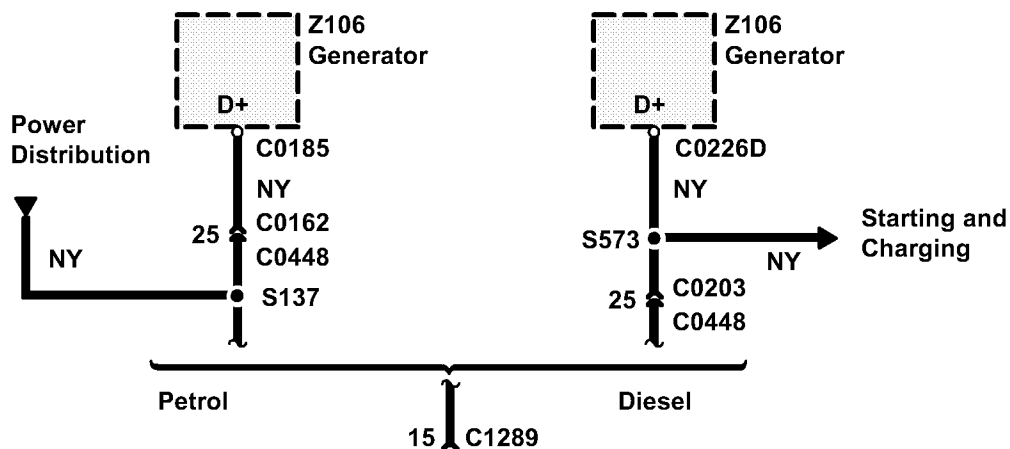 Z106
Generator
D+
Power
Distribution
C0185
NY
25
C0162
C0448
NY
S137
Z106
Generator
D+
C0226D
NY
S573
NY
Starting and
Charging
25
C0203
C0448
Petrol
Diesel
15
C1289